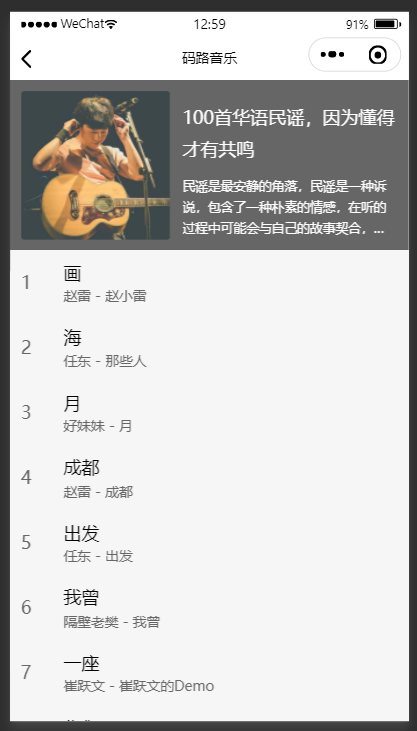 WeChat 12:59 91%
码路音乐
100首华语民谣，因为懂得
才有共鸣
民谣是最安静的角落，民谣是一种诉
说，包含了一种朴素的情感，在听的
过程中可能会与自己的故事契合，...
1 画
赵雷 - 赵小雷
2 海
任东 - 那些人
3 月
好妹妹 - 月
4 成都
赵雷 - 成都
5 出发
任东 - 出发
6 我曾
隔壁老樊 - 我曾
7 一座
崔跃文 - 崔跃文的Demo